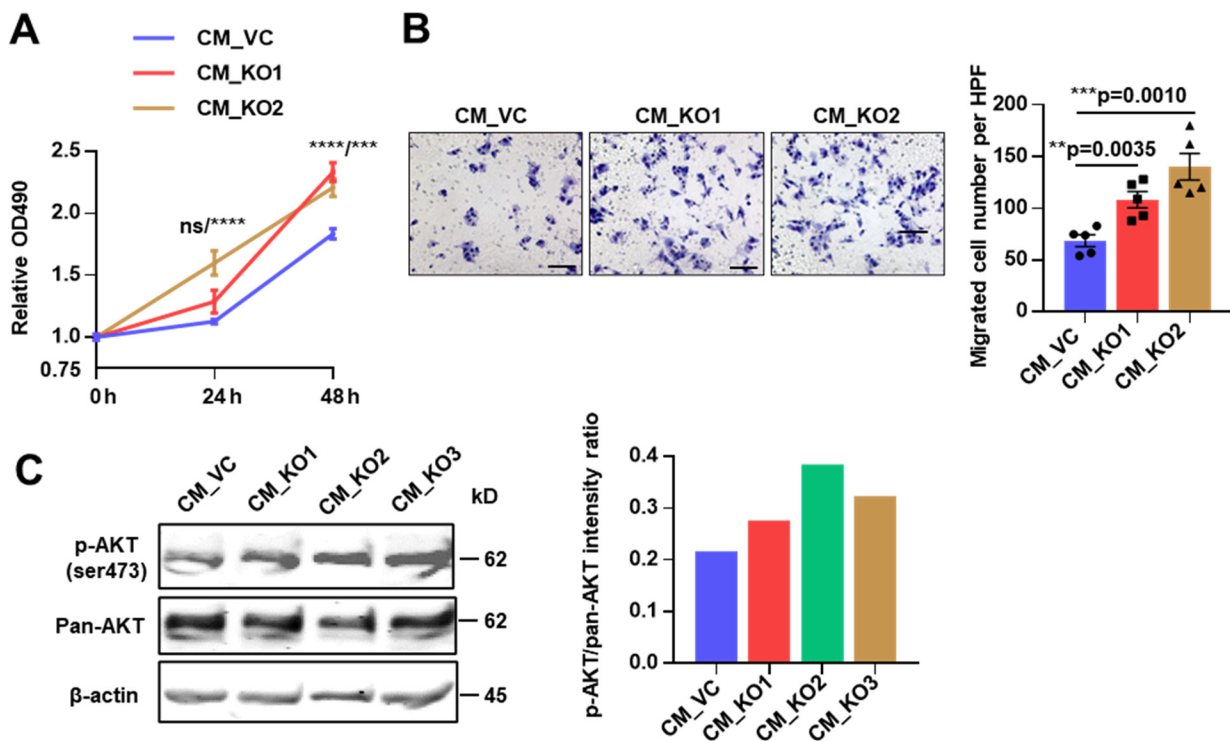 A
CM_VC
CM_KO1
CM_KO2
Relative OD490
2.5
2.0
1.5
1.0
0.75
ns/****
****/***
0h
24h
48h
B
CM_VC
CM_KO1
CM_KO2
Migrated cell number per HPF
200
150
100
50
0
***p=0.0010
**p=0.0035
CM_VC
CM_KO1
CM_KO2
C
CM_VC
CM_KO1
CM_KO2
CM_KO3
kD
p-AKT
(ser473)
62
Pan-AKT
62
β-actin
45
p-AKT/pan-AKT intensity ratio
0.4
0.3
0.2
0.1
0.0
CM_VC
CM_KO1
CM_KO2
CM_KO3